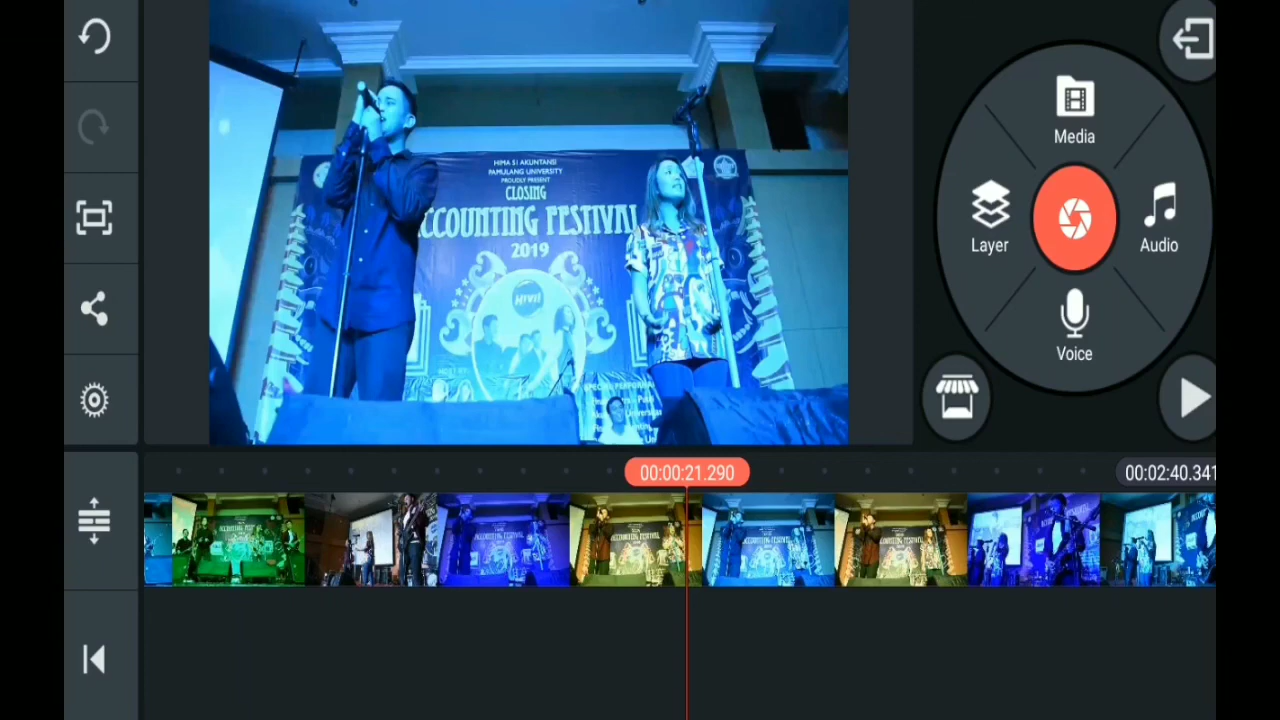 HIMA S1 AKUNTANSI
PAMULANG UNIVERSITY
PROUDLY PRESENT
CLOSING
ACCOUNTING FESTIVAL
2019
Media
Layer
Audio
Voice
00:00:21.290
00:02:40.341